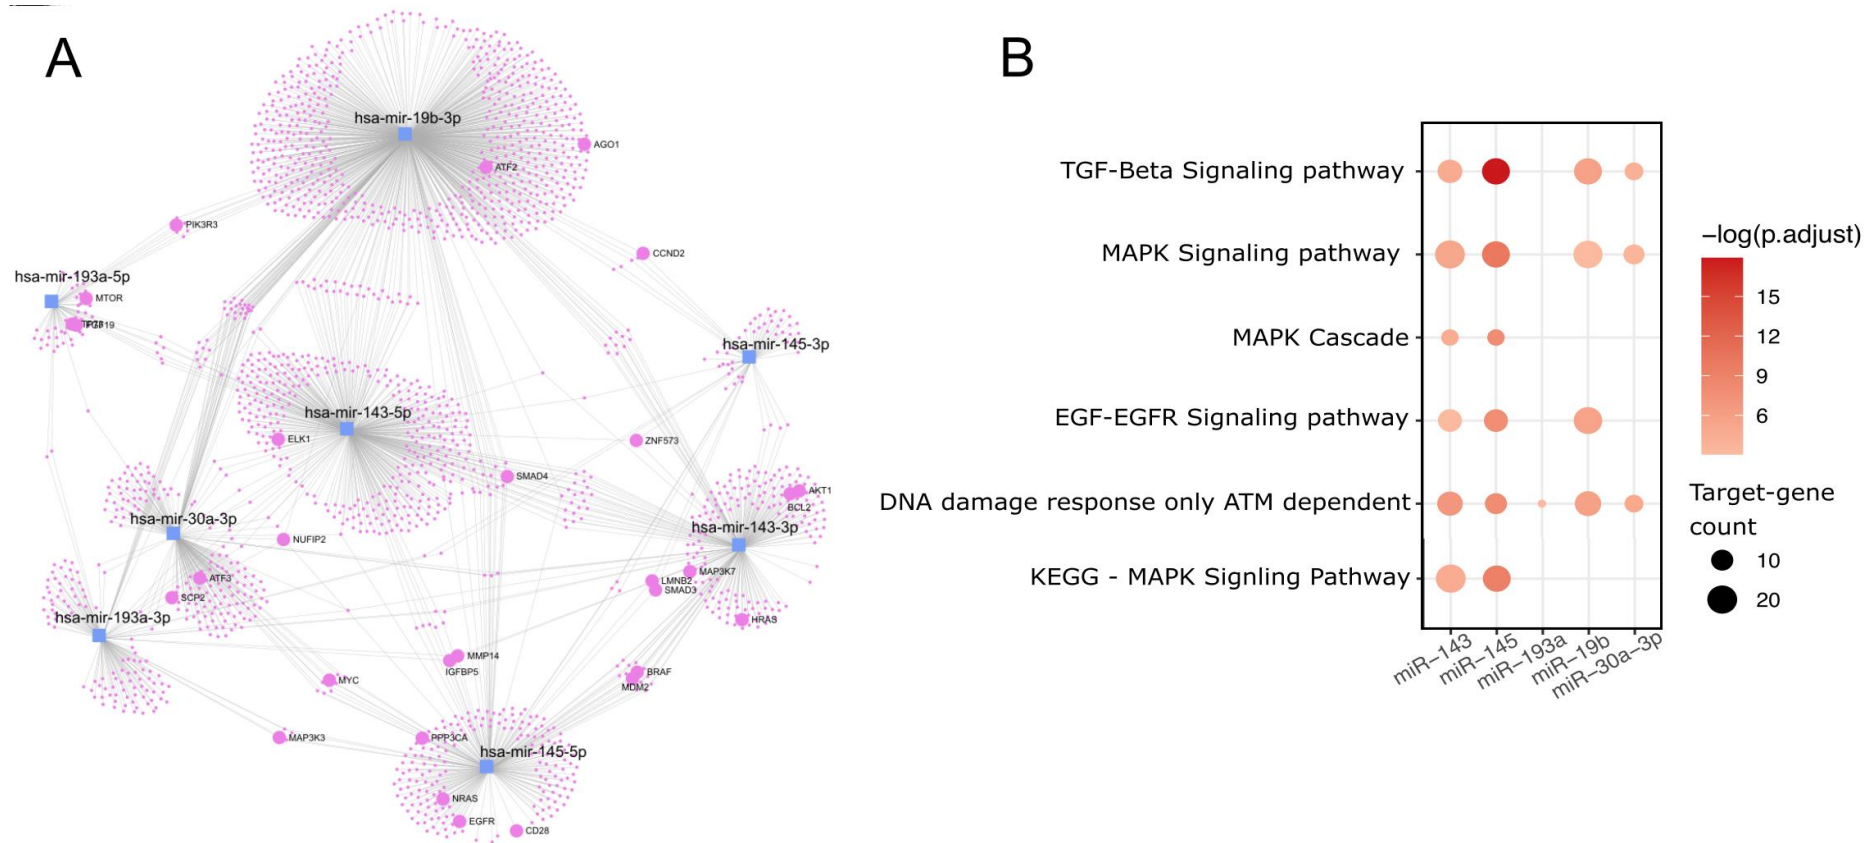 A
hsa-mir-19b-3p
AGO1
ATF2
PIK3R3
CCND2
hsa-mir-193a-5p
MTOR
FGF19
hsa-mir-145-3p
hsa-mir-143-5p
ELK1
ZNF573
SMAD4
AKT1
BCL2
hsa-mir-30a-3p
hsa-mir-143-3p
NUFIP2
MAP3K7
ATF3
LMNB2
SMAD3
SCP2
hsa-mir-193a-3p
HRAS
MMP14
IGFBP5
BRAF
MDM2
MYC
MAP3K3
PPP3CA
hsa-mir-145-5p
NRAS
EGFR
CD28
B
TGF-Beta Signaling pathway
MAPK Signaling pathway
MAPK Cascade
EGF-EGFR Signaling pathway
DNA damage response only ATM dependent
KEGG - MAPK Signling Pathway
miR-143
miR-145
miR-193a
miR-19b
miR-30a-3p
-log(p.adjust)
15
12
9
6
Target-gene
count
10
20